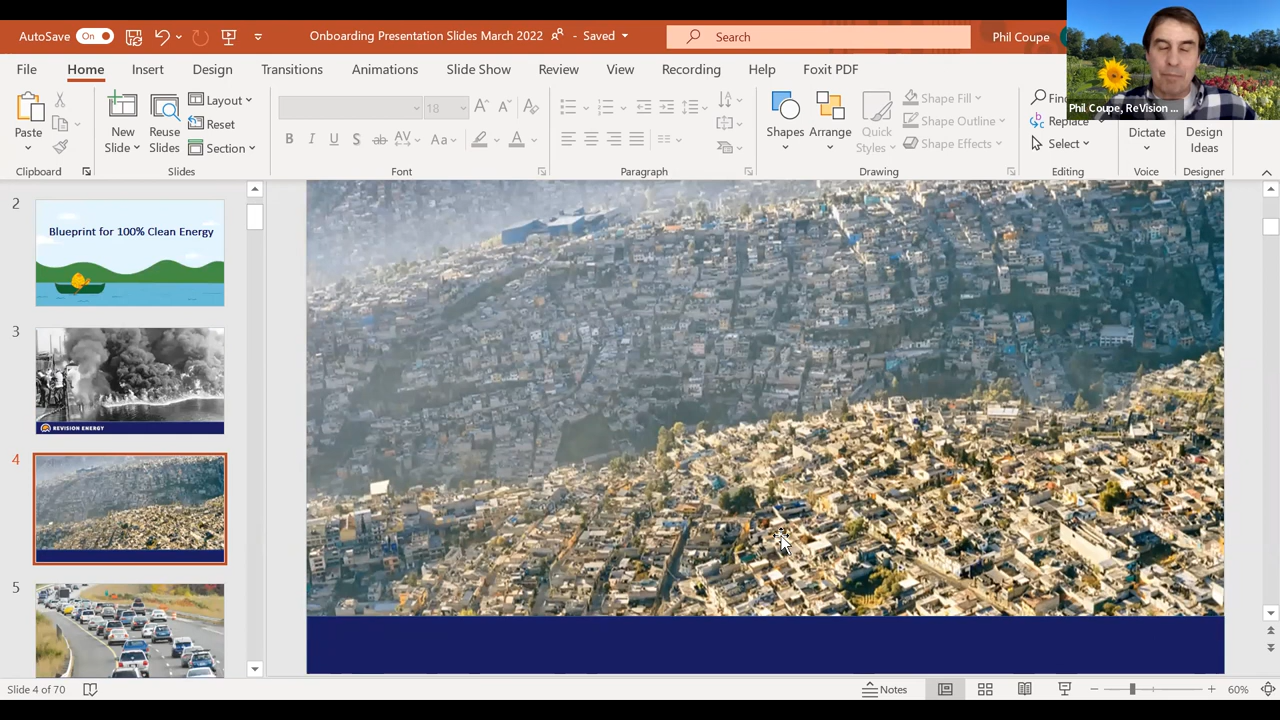 AutoSave On Onboarding Presentation Slides March 2022 Saved Search Phil Coupe
File Home Insert Design Transitions Animations Slide Show Review View Recording Help Foxit PDF
Phil Coupe, ReVision ...
Paste New Slide Reuse Slides Layout Reset Section
18
B I U S ab AV Aa A
Shapes Arrange Quick Styles Shape Fill Shape Outline Shape Effects
Replace Select
Dictate Design Ideas
Clipboard Slides Font Paragraph Drawing Editing Voice Designer
2
Blueprint for 100% Clean Energy
3
REVISION ENERGY
4
5
Slide 4 of 70 Notes 60%